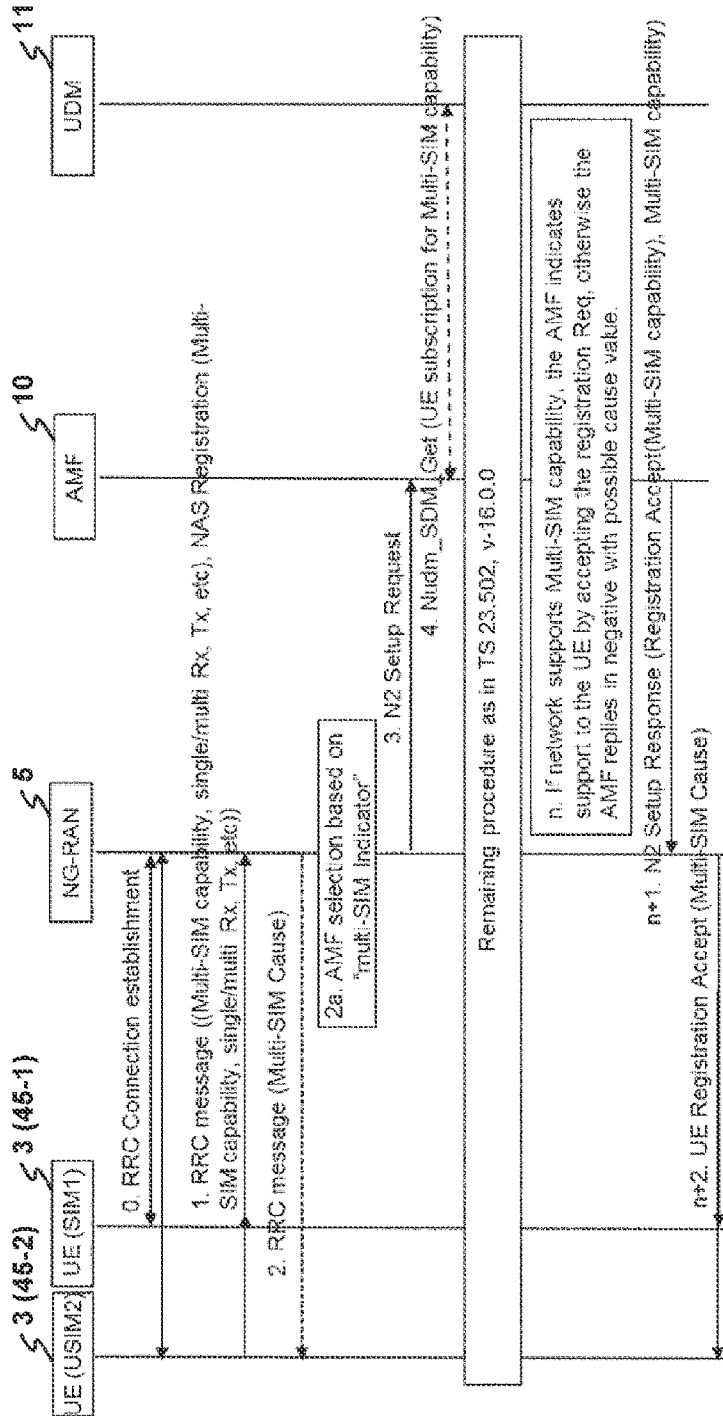 3 (45-2)
3 (45-1)
5
10
11
UE (USIM2)
UE (SIM1)
NG-RAN
AMF
UDM
0. RRC Connection establishment
1. RRC message ((Multi-SIM capability, single/multi Rx, Tx, etc), NAS Registration (Multi-
SIM capability, single/multi Rx, Tx, etc))
2. RRC message (Multi-SIM Cause)
2a. AMF selection based on
"multi-SIM Indicator"
3. N2 Setup Request
4. Nudm_SDM_Get (UE subscription for Multi-SIM capability)
Remaining procedure as in TS 23.502, v-16.0.0
n. If network supports Multi-SIM capability, the AMF indicates
support to the UE by accepting the registration Req, otherwise the
AMF replies in negative with possible cause value.
n+1. N2 Setup Response (Registration Accept(Multi-SIM capability), Multi-SIM capability)
n+2. UE Registration Accept (Multi-SIM Cause)